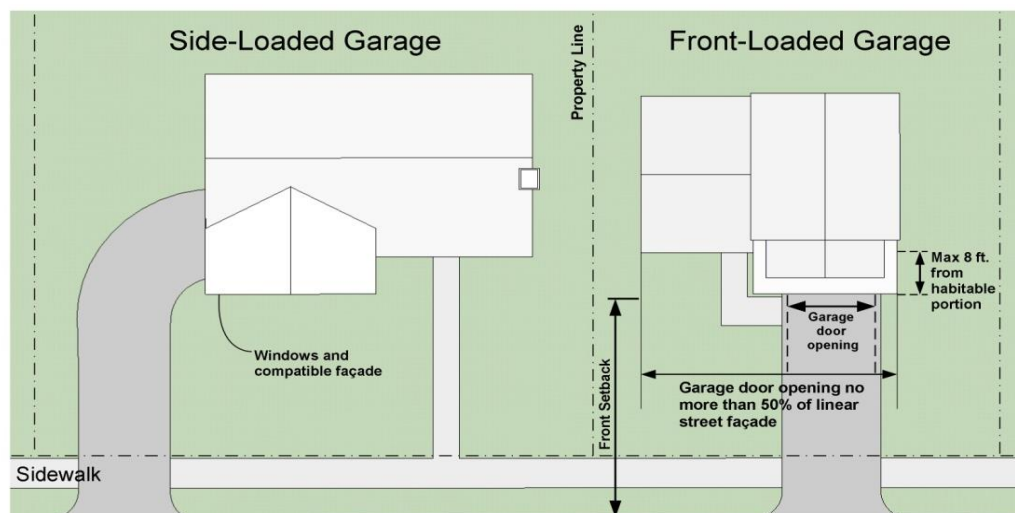 Side-Loaded Garage
Property Line
Front-Loaded Garage
Max 8 ft.
from
habitable
portion
Garage
door
opening
Windows and
compatible façade
Front Setback
Garage door opening no
more than 50% of linear
street façade
Sidewalk